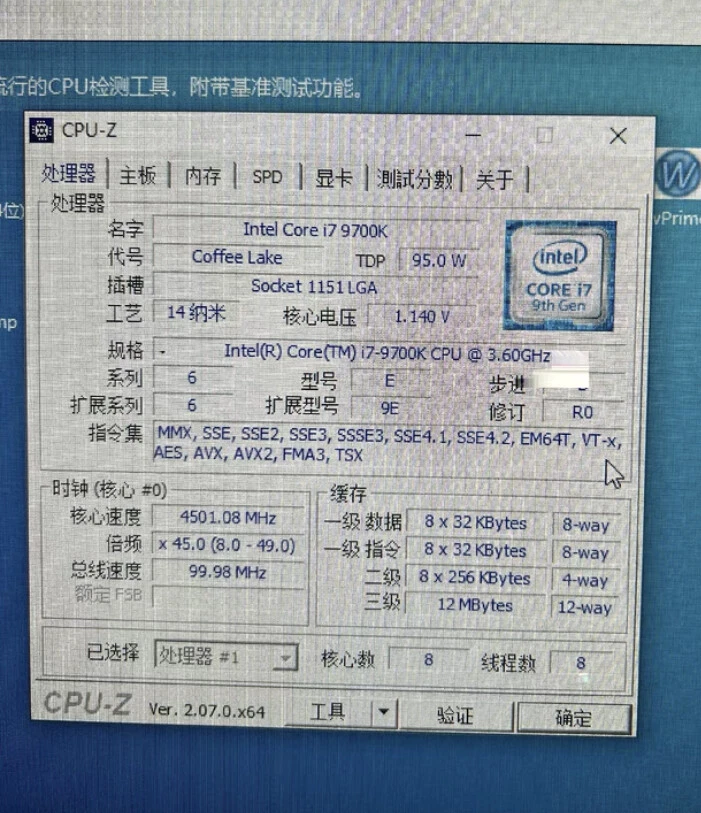 流行的CPU检测工具，附带基准测试功能。
CPU-Z
处理器 主板 内存 SPD 显卡 測試分數 关于
处理器
名字 Intel Core i7 9700K
代号 Coffee Lake TDP 95.0 W
插槽 Socket 1151 LGA
工艺 14 纳米 核心电压 1.140 V
intel
CORE i7
9th Gen
规格 - Intel(R) Core(TM) i7-9700K CPU @ 3.60GHz
系列 6 型号 E 步进
扩展系列 6 扩展型号 9E 修订 R0
指令集 MMX, SSE, SSE2, SSE3, SSSE3, SSE4.1, SSE4.2, EM64T, VT-x,
AES, AVX, AVX2, FMA3, TSX
时钟 (核心 #0)
核心速度 4501.08 MHz
倍频 x 45.0 (8.0 - 49.0)
总线速度 99.98 MHz
额定 FSB
缓存
一级 数据 8 x 32 KBytes 8-way
一级 指令 8 x 32 KBytes 8-way
二级 8 x 256 KBytes 4-way
三级 12 MBytes 12-way
已选择 处理器 #1 核心数 8 线程数 8
CPU-Z Ver. 2.07.0.x64 工具 验证 确定
位)
mp
W
wPrime